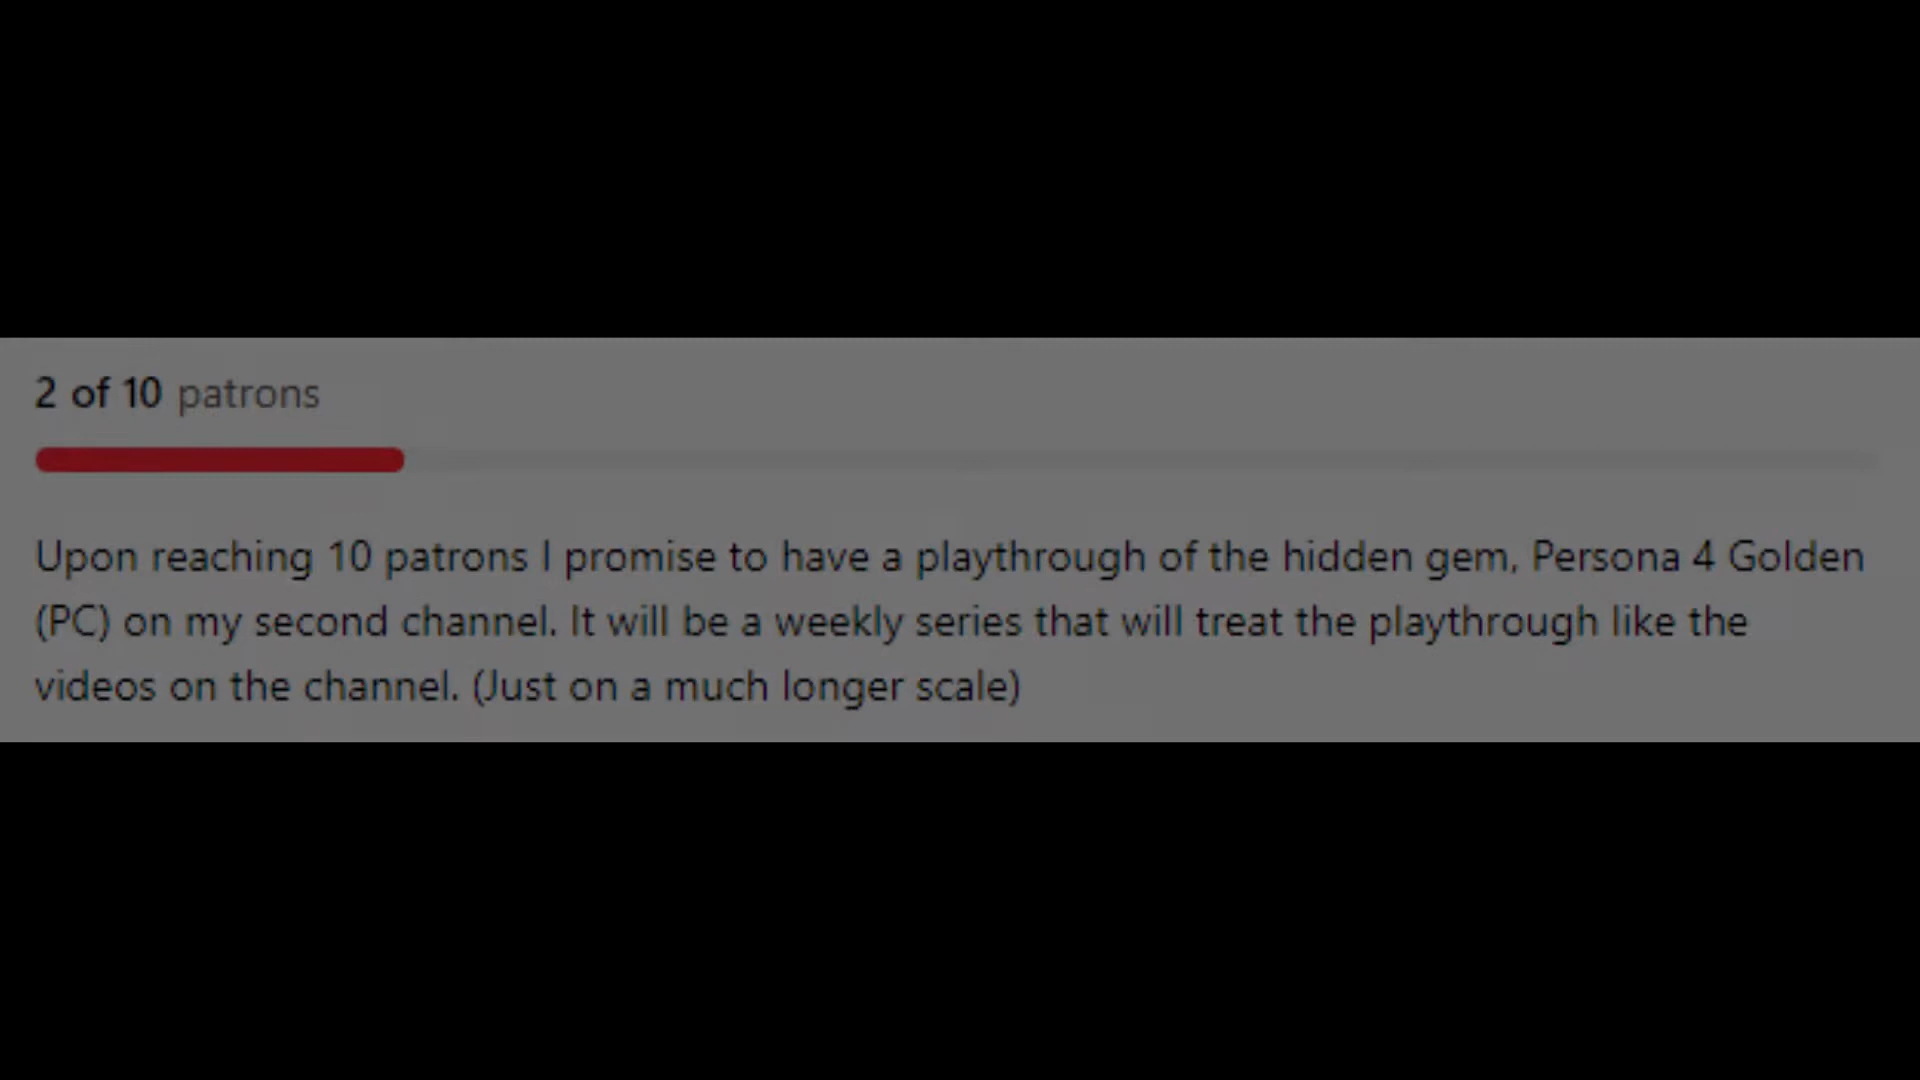 2 of 10 patrons
Upon reaching 10 patrons I promise to have a playthrough of the hidden gem, Persona 4 Golden
(PC) on my second channel. It will be a weekly series that will treat the playthrough like the
videos on the channel. (Just on a much longer scale)